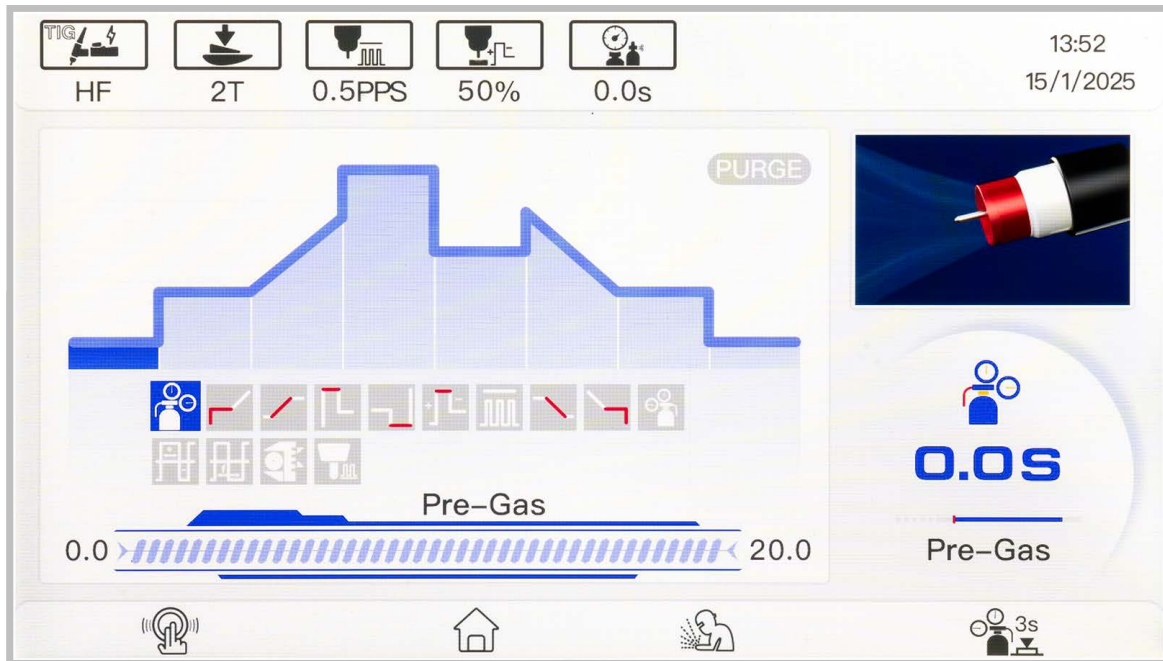 TIG
HF
2T
0.5PPS
50%
0.0s
13:52
15/1/2025
PURGE
0.0s
Pre-Gas
0.0
20.0
Pre-Gas
3s